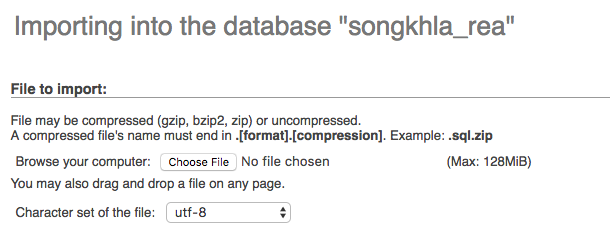 Importing into the database "songkhla_rea"
File to import:
File may be compressed (gzip, bzip2, zip) or uncompressed.
A compressed file's name must end in .[format].[compression]. Example: .sql.zip
Browse your computer: Choose File No file chosen (Max: 128MiB)
You may also drag and drop a file on any page.
Character set of the file: utf-8